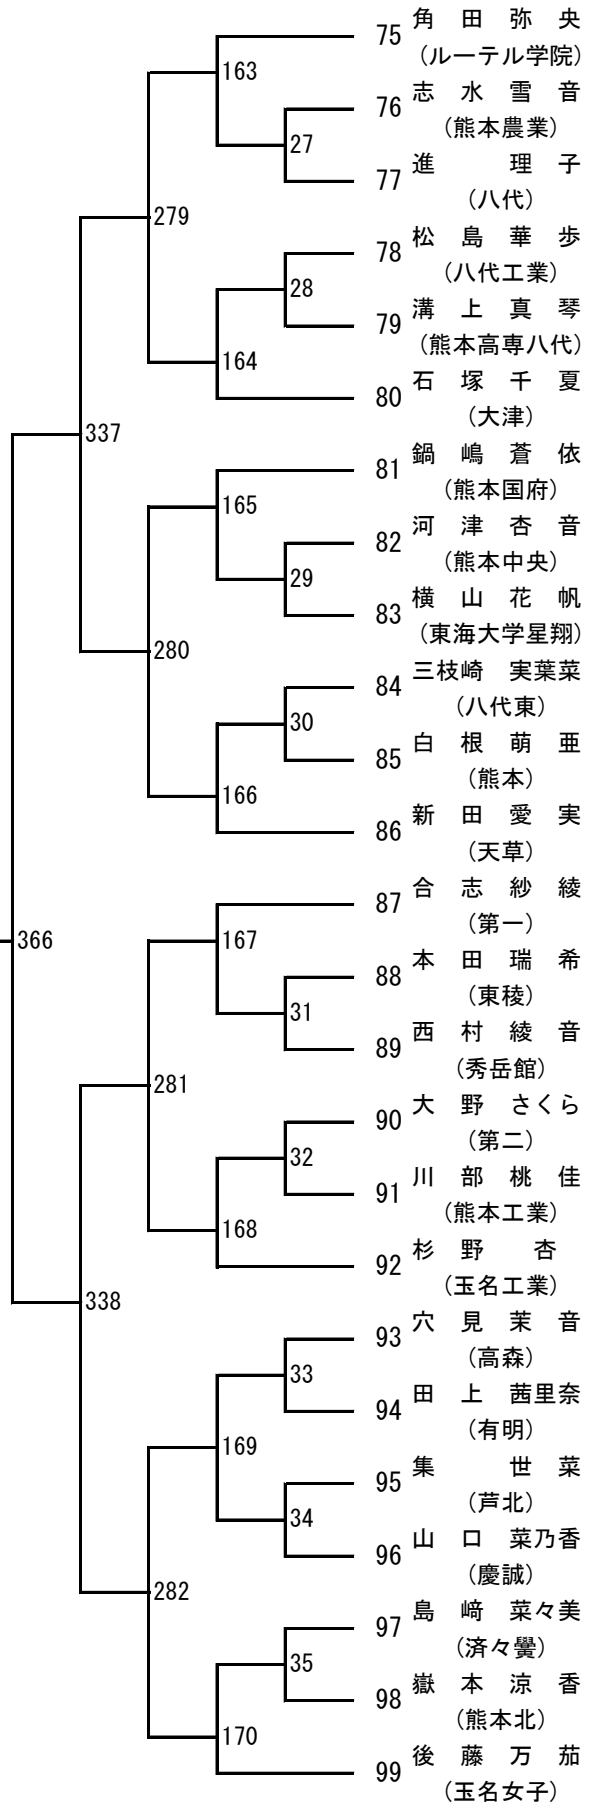 角　田　弥　央
75
(ルーテル学院)
163
志　水　雪　音
76
(熊本農業)
27
進　　　理　子
77
(八代)
279
松　島　華　歩
78
(八代工業)
28
溝　上　真　琴
79
(熊本高専八代)
164
石　塚　千　夏
80
(大津)
337
鍋　嶋　蒼　依
81
(熊本国府)
165
河　津　杏　音
82
(熊本中央)
29
横　山　花　帆
83
(東海大学星翔)
280
三枝崎　実葉菜
84
(八代東)
30
白　根　萌　亜
85
(熊本)
166
新　田　愛　実
86
(天草)
合　志　紗　綾
87
(第一)
366
167
本　田　瑞　希
88
(東稜)
31
西　村　綾　音
89
(秀岳館)
281
大　野　さくら
90
(第二)
32
川　部　桃　佳
91
(熊本工業)
168
杉　野　　杏
92
(玉名工業)
338
穴　見　茉　音
93
(高森)
33
田　上　茜里奈
94
(有明)
169
集　　　世　菜
95
(芦北)
34
山　口　菜乃香
96
(慶誠)
282
島　﨑　菜々美
97
(済々黌)
35
嶽　本　涼　香
98
(熊本北)
170
後　藤　万　茄
99
(玉名女子)